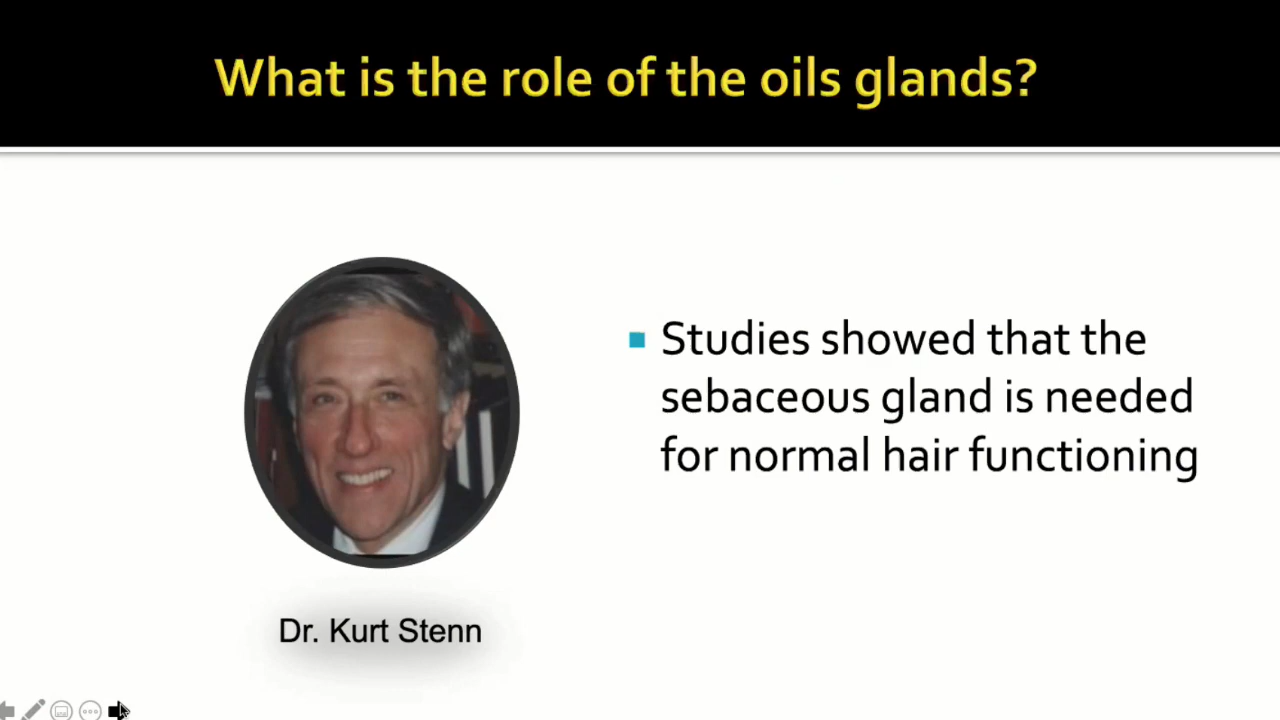 What is the role of the oils glands?
Studies showed that the
sebaceous gland is needed
for normal hair functioning
Dr. Kurt Stenn